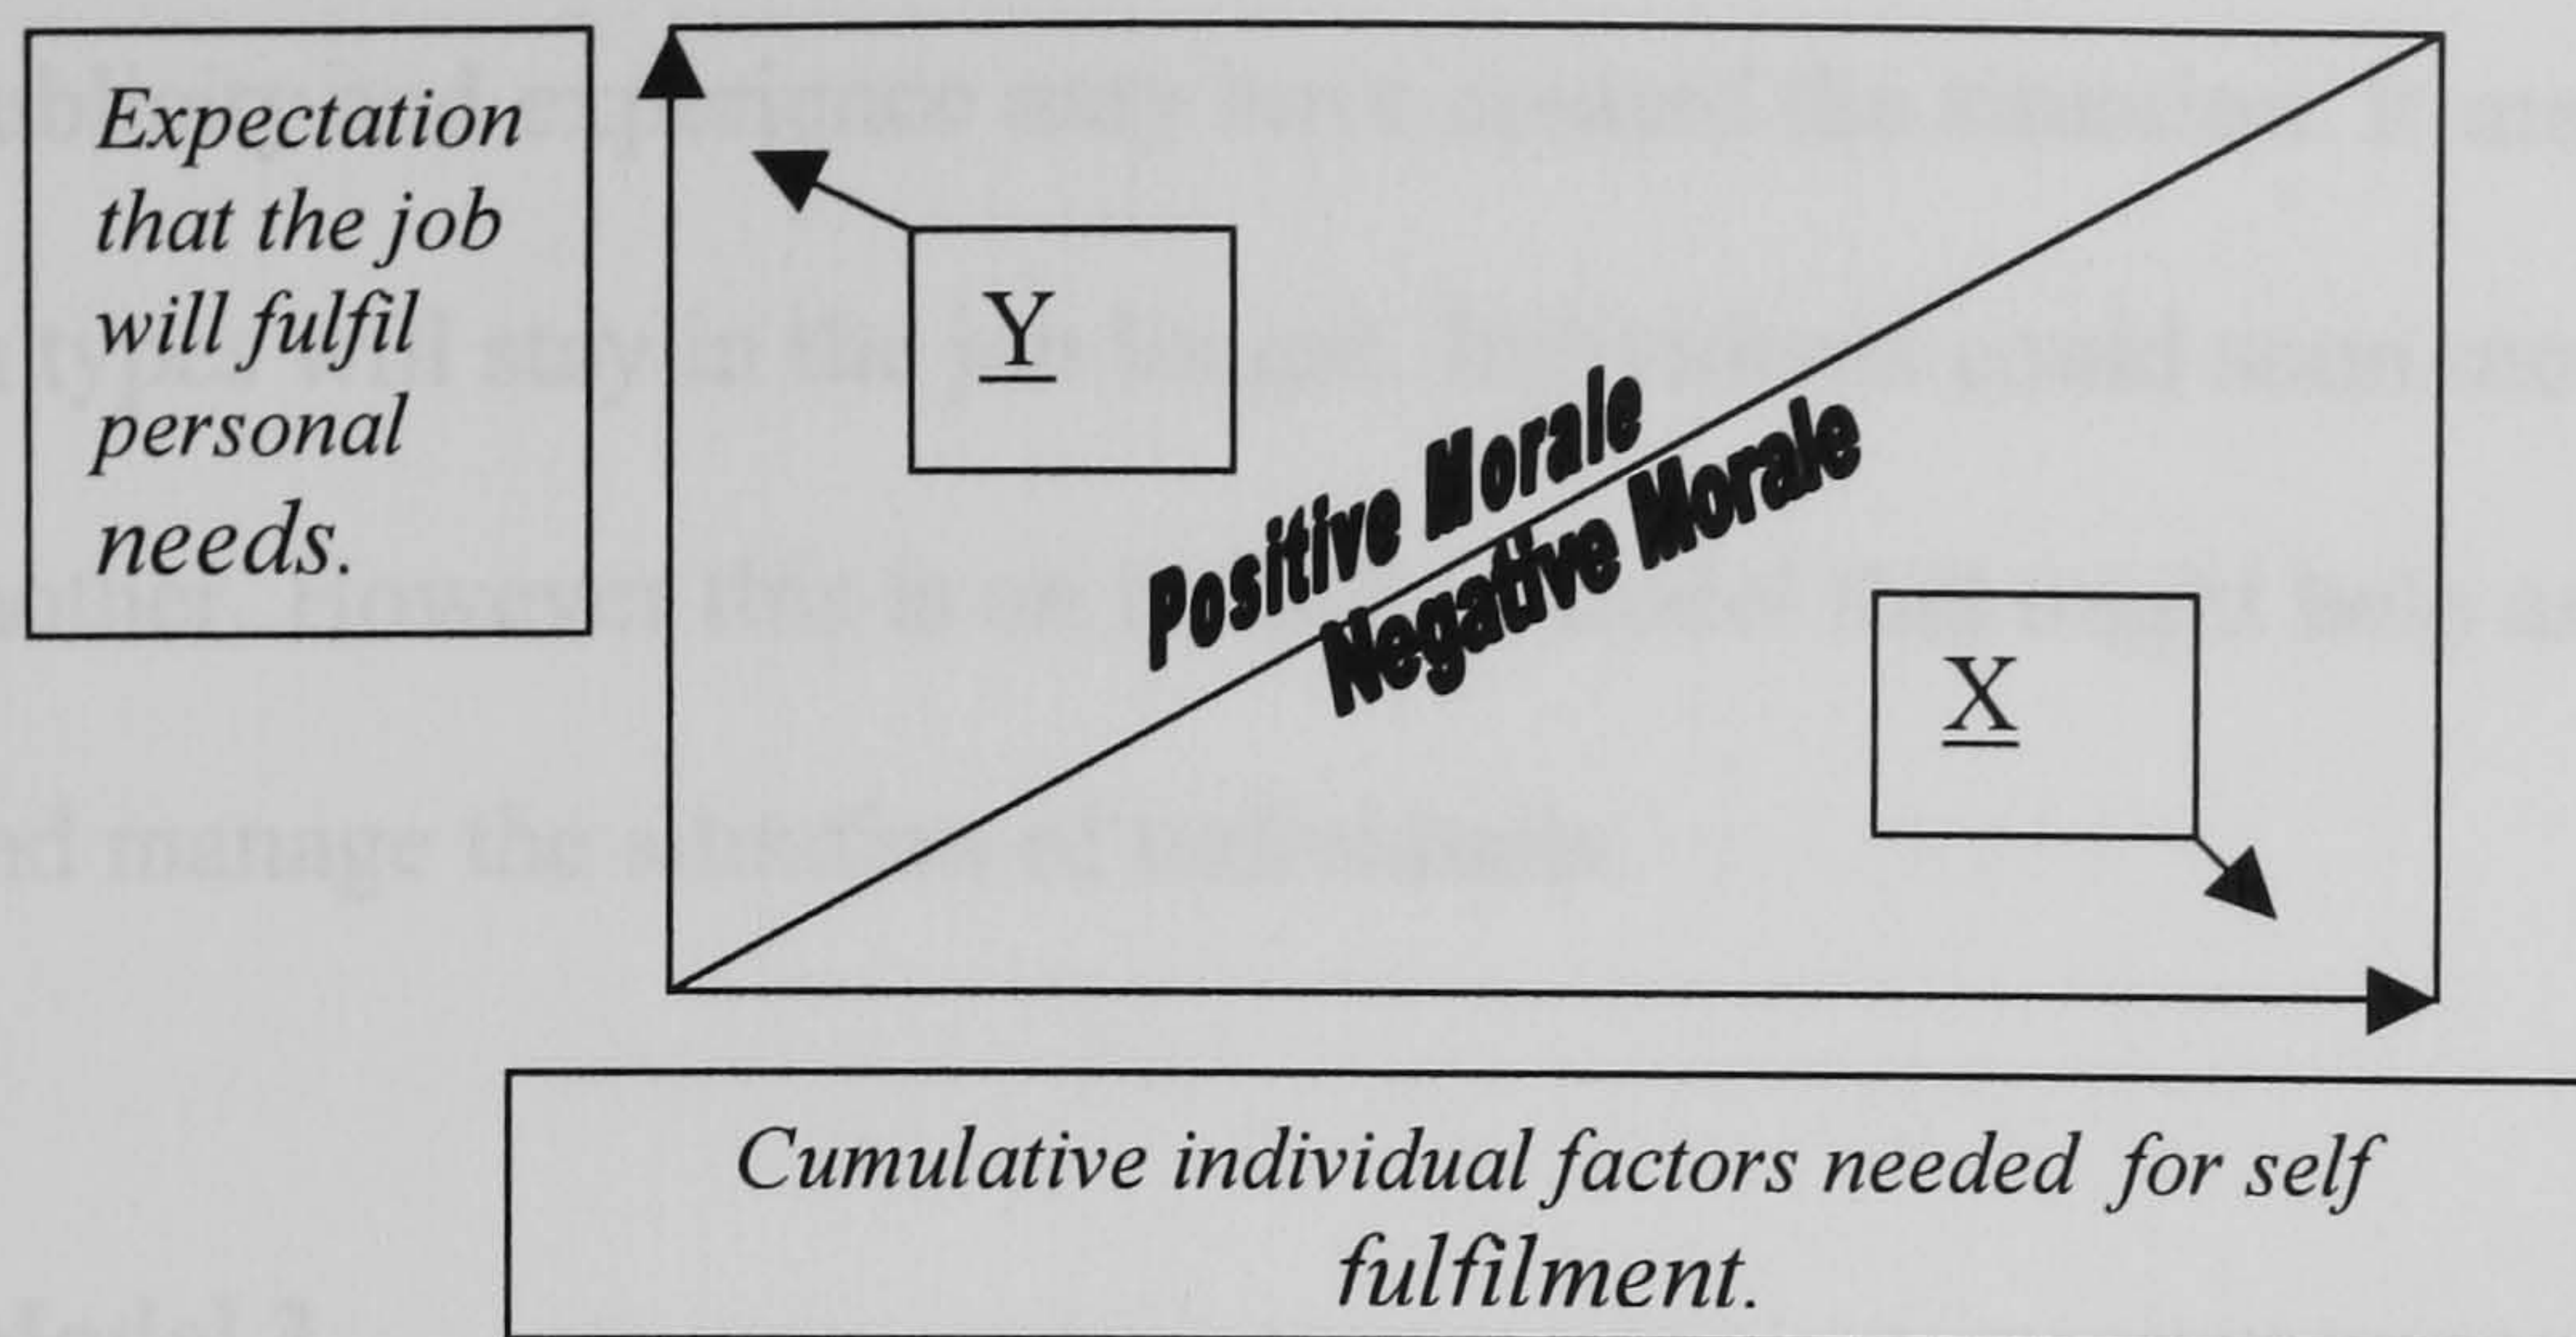 Expectation
that the job
will fulfil
personal
needs.
Y
Positive Morale
Negative Morale
X
Cumulative individual factors needed for self
fulfilment.